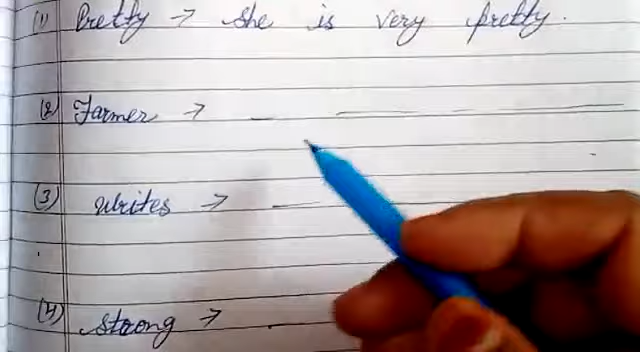 (1) Pretty → She is very pretty.
(2) Farmer →
(3) Writes →
(4) Strong →